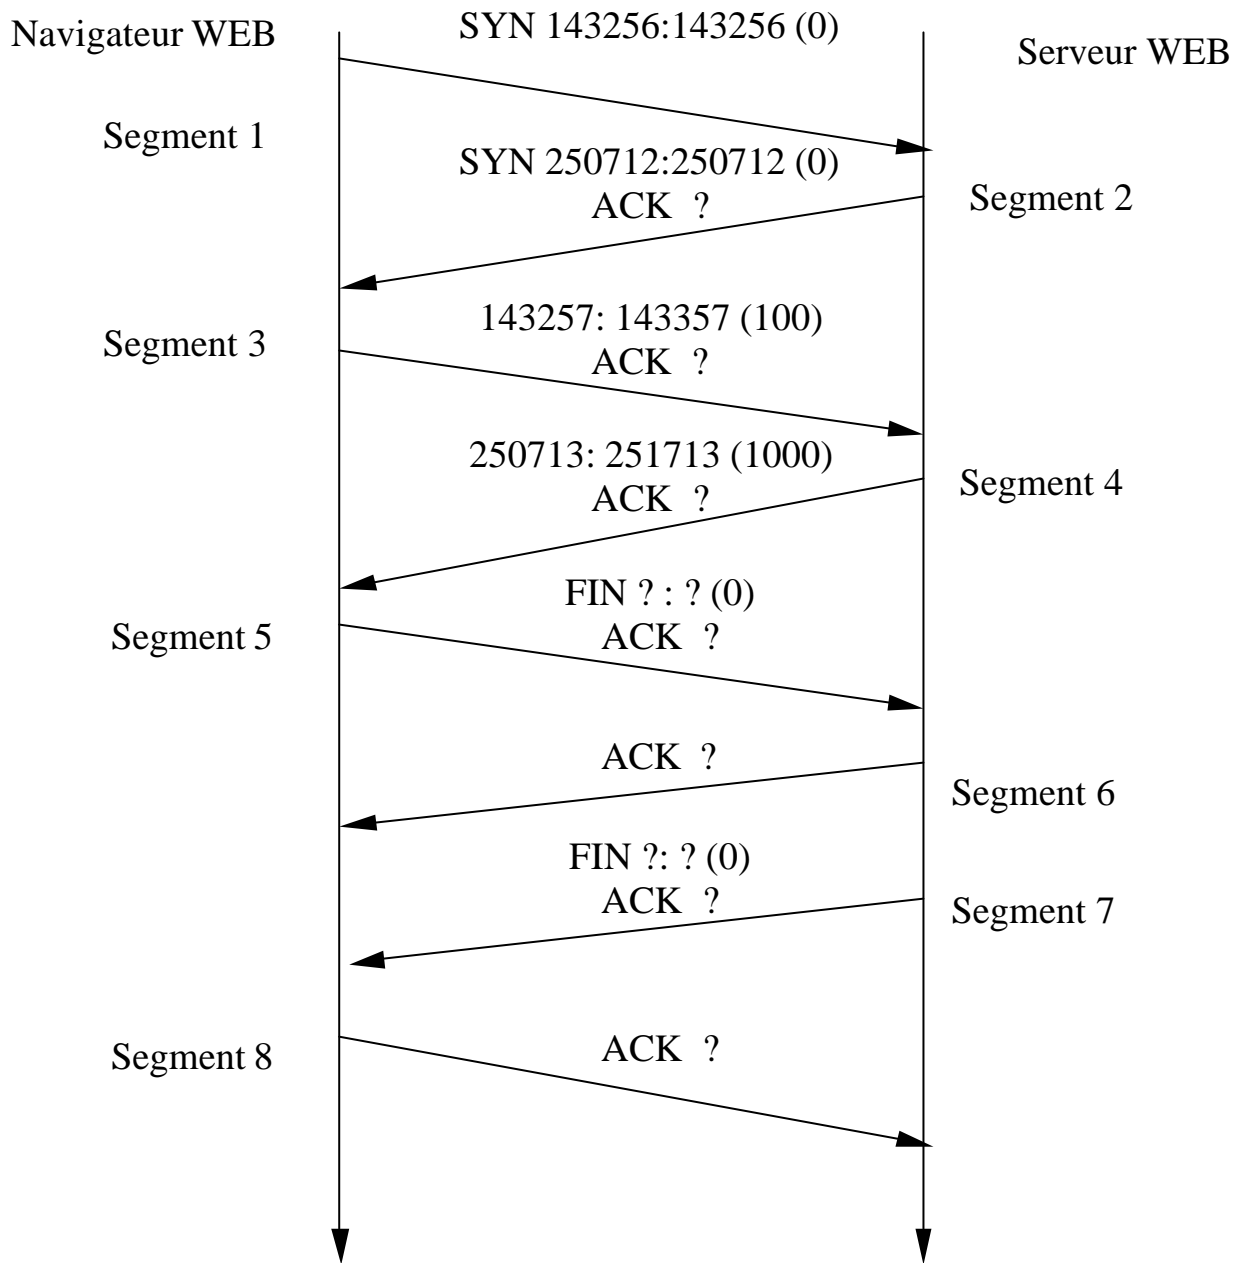 Navigateur WEB
SYN 143256:143256 (0)
Serveur WEB
Segment 1
SYN 250712:250712 (0)
ACK ?
Segment 2
143257: 143357 (100)
Segment 3
ACK ?
250713: 251713 (1000)
ACK ?
Segment 4
FIN ? : ? (0)
Segment 5
ACK ?
ACK ?
Segment 6
FIN ?: ? (0)
ACK ?
Segment 7
ACK ?
Segment 8